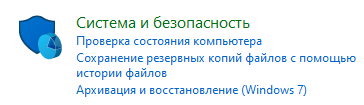 Система и безопасность
Проверка состояния компьютера
Сохранение резервных копий файлов с помощью
истории файлов
Архивация и восстановление (Windows 7)